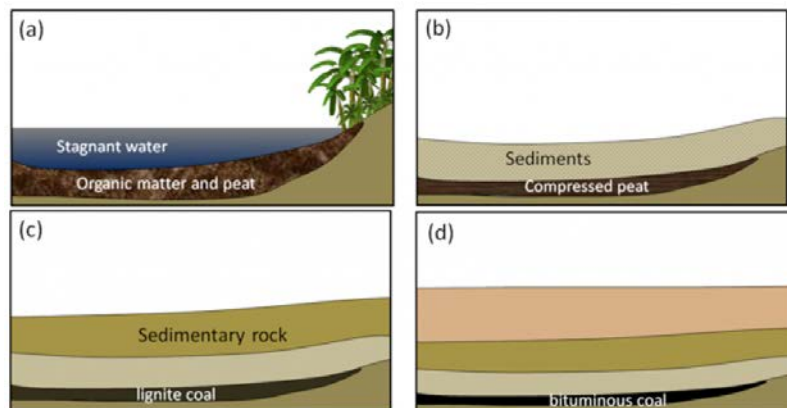 (a)
Stagnant water
Organic matter and peat
(b)
Sediments
Compressed peat
(c)
Sedimentary rock
lignite coal
(d)
bituminous coal